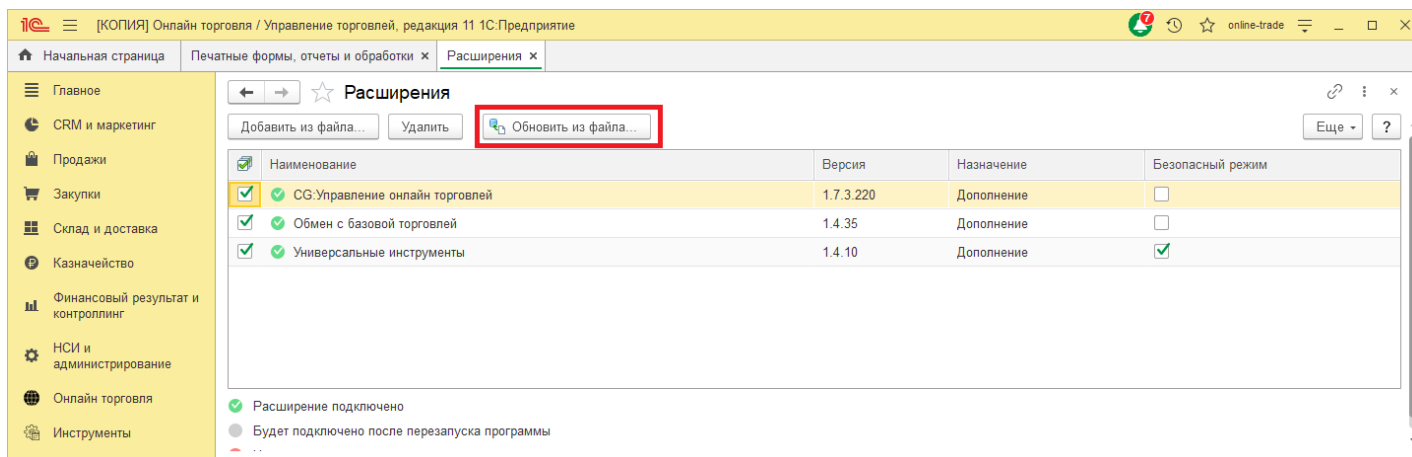 1С [КОПИЯ] Онлайн торговля / Управление торговлей, редакция 11 1С:Предприятие 7 online-trade
Начальная страница Печатные формы, отчеты и обработки × Расширения ×
Главное
CRM и маркетинг
Продажи
Закупки
Склад и доставка
Казначейство
Финансовый результат и
контроллинг
НСИ и
администрирование
Онлайн торговля
Инструменты
Расширения
Добавить из файла... Удалить Обновить из файла... Еще ?
Наименование Версия Назначение Безопасный режим
CG:Управление онлайн торговлей 1.7.3.220 Дополнение
Обмен с базовой торговлей 1.4.35 Дополнение
Универсальные инструменты 1.4.10 Дополнение
Расширение подключено
Будет подключено после перезапуска программы